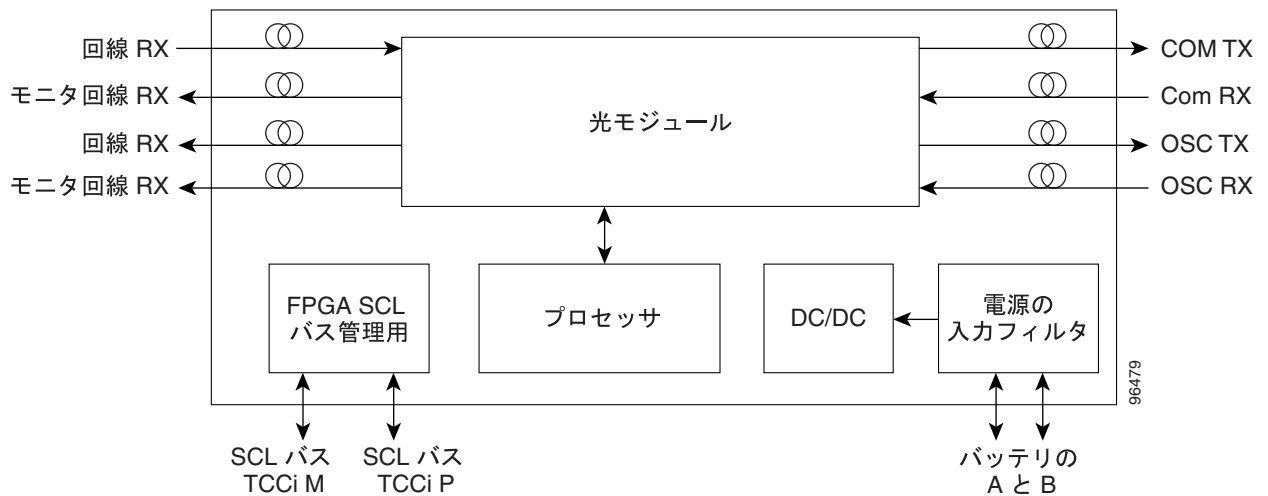 回線 RX
モニタ回線 RX
回線 RX
モニタ回線 RX
光モジュール
COM TX
Com RX
OSC TX
OSC RX
FPGA SCL
バス管理用
プロセッサ
DC/DC
電源の
入力フィルタ
96479
SCL バス
TCCi M
SCL バス
TCCi P
バッテリの
A と B